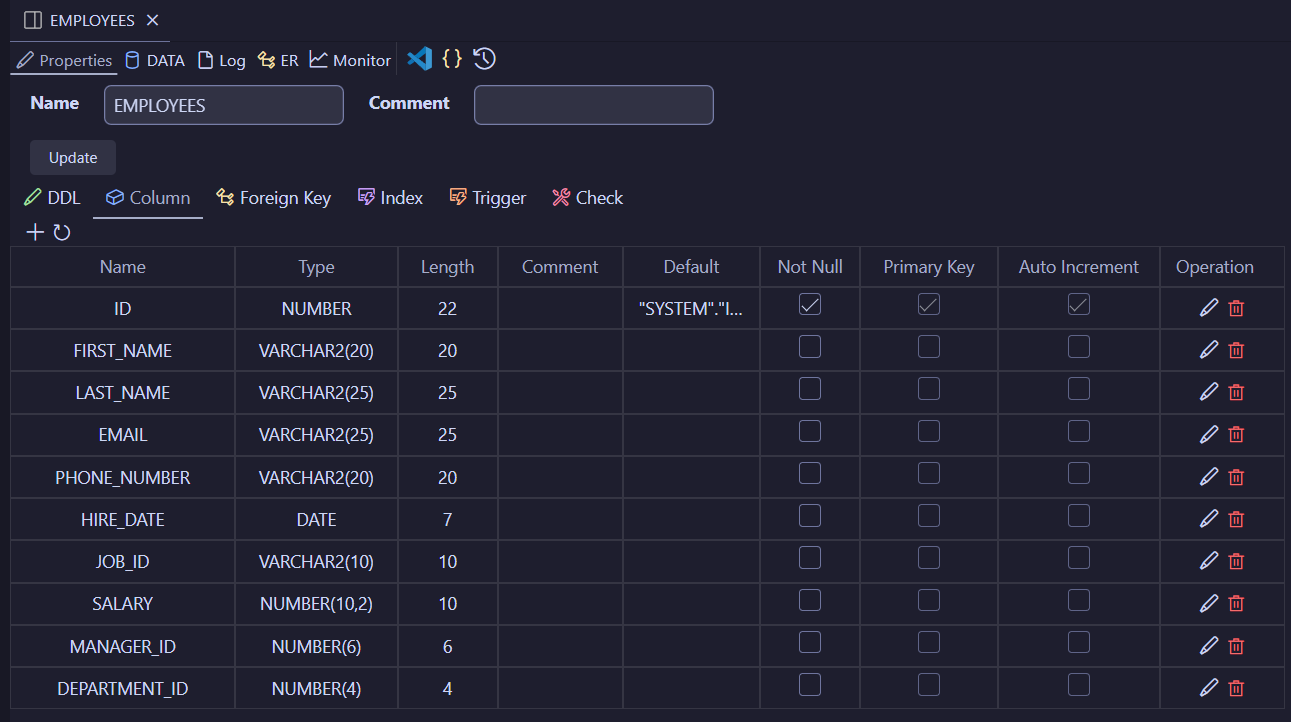 EMPLOYEES
Properties DATA Log ER Monitor {}
Name EMPLOYEES Comment
Update
DDL Column Foreign Key Index Trigger Check
Name Type Length Comment Default Not Null Primary Key Auto Increment Operation
ID NUMBER 22 "SYSTEM"."I...
FIRST_NAME VARCHAR2(20) 20
LAST_NAME VARCHAR2(25) 25
EMAIL VARCHAR2(25) 25
PHONE_NUMBER VARCHAR2(20) 20
HIRE_DATE DATE 7
JOB_ID VARCHAR2(10) 10
SALARY NUMBER(10,2) 10
MANAGER_ID NUMBER(6) 6
DEPARTMENT_ID NUMBER(4) 4